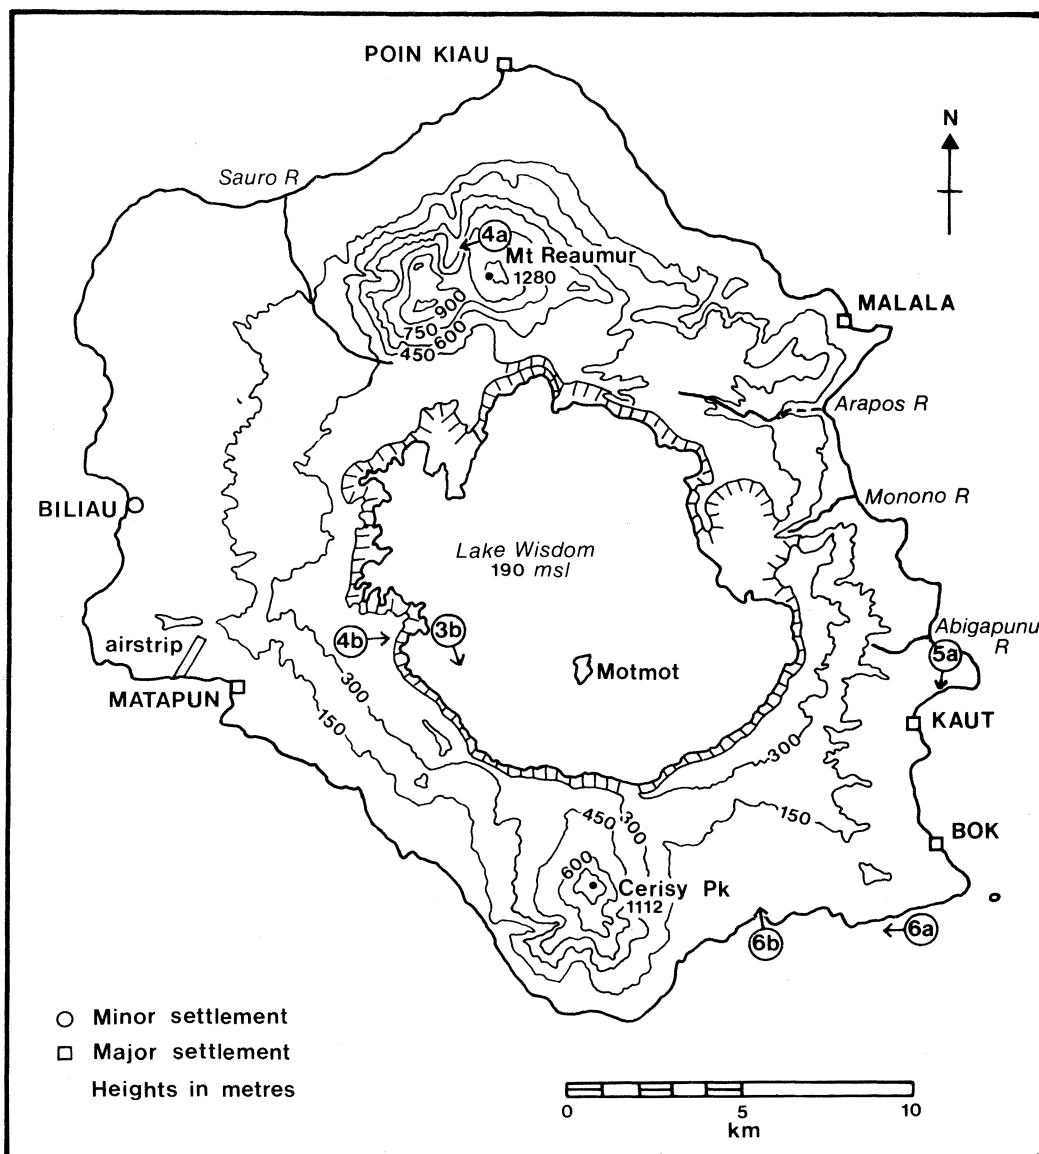 POIN KIAU
N
Sauro R
4a
Mt Reaumur
1280
900
750
600
450
MALALA
Arapos R
BILIAU
Monono R
Lake Wisdom
190 msl
airstrip
4b
3b
Abigapunu
R
5a
MATAPUN
Motmot
300
150
KAUT
300
150
450
300
BOK
600
Cerisy Pk
1112
6b
6a
Minor settlement
Major settlement
Heights in metres
0 5 10
km